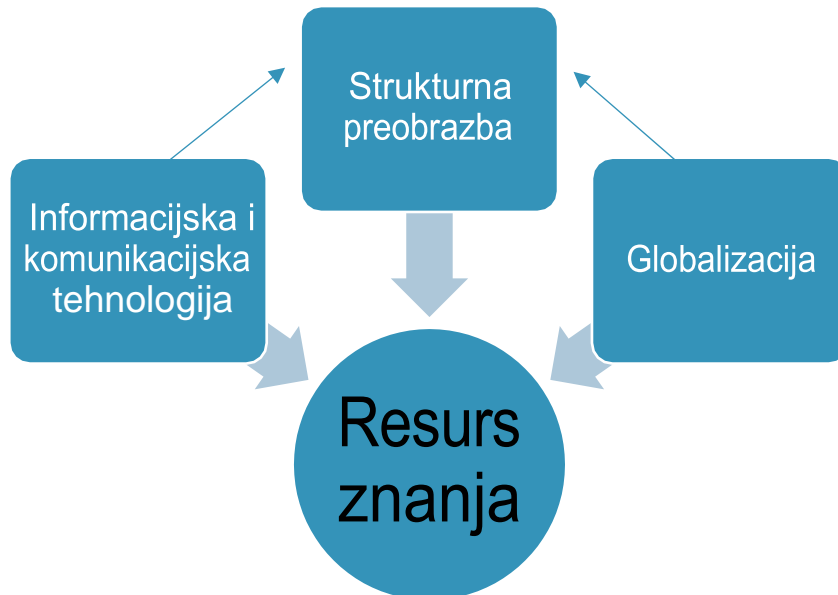 Strukturna
preobrazba
Informacijska i
komunikacijska
tehnologija
Globalizacija
Resurs
znanja